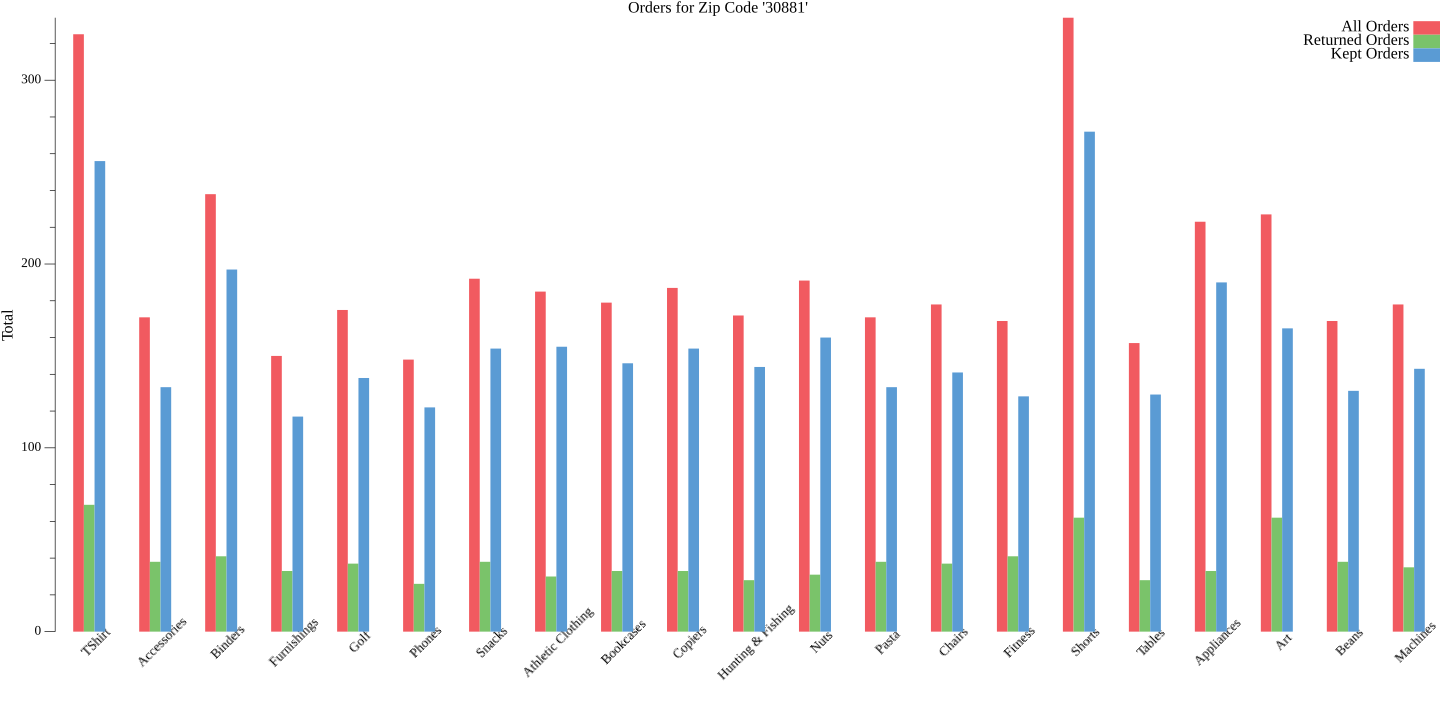 Orders for Zip Code '30881'
All Orders
Returned Orders
Kept Orders
Total
300
200
100
0
TShirt
Accessories
Binders
Furnishings
Golf
Phones
Snacks
Athletic Clothing
Bookcases
Copiers
Hunting & Fishing
Nuts
Pasta
Chairs
Fitness
Shorts
Tables
Appliances
Art
Beans
Machines